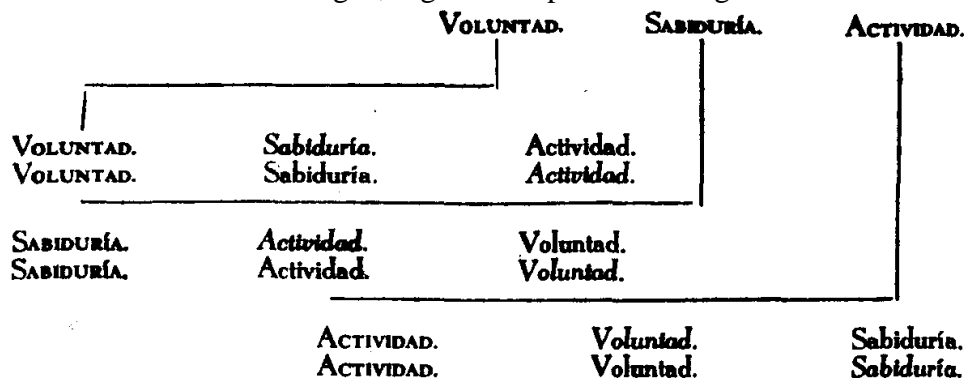 VOLUNTAD. SABIDURÍA. ACTIVIDAD.
VOLUNTAD. Sabiduría. Actividad.
VOLUNTAD. Sabiduría. Actividad.
SABIDURÍA. Actividad. Voluntad.
SABIDURÍA. Actividad. Voluntad.
ACTIVIDAD. Voluntad. Sabiduría.
ACTIVIDAD. Voluntad. Sabiduría.